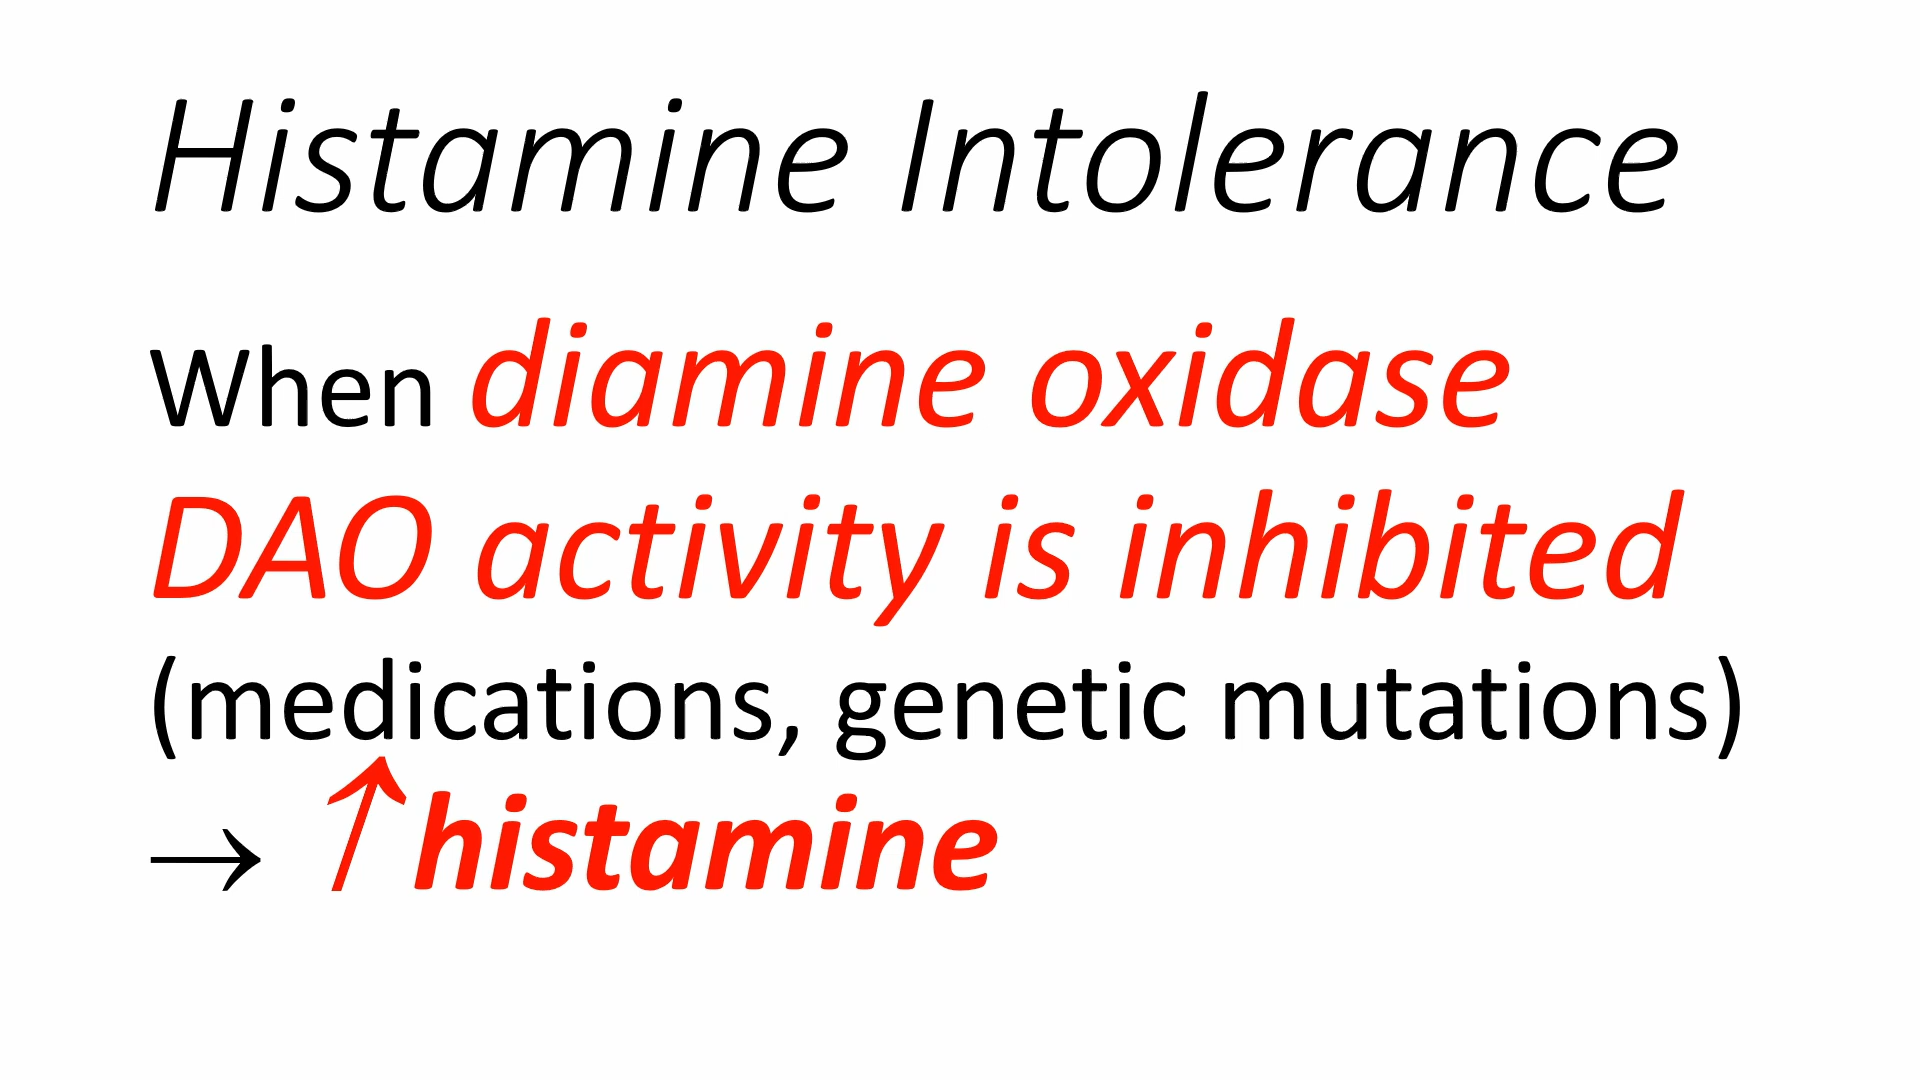 Histamine Intolerance
When diamine oxidase
DAO activity is inhibited
(medications, genetic mutations)
→ ↑histamine